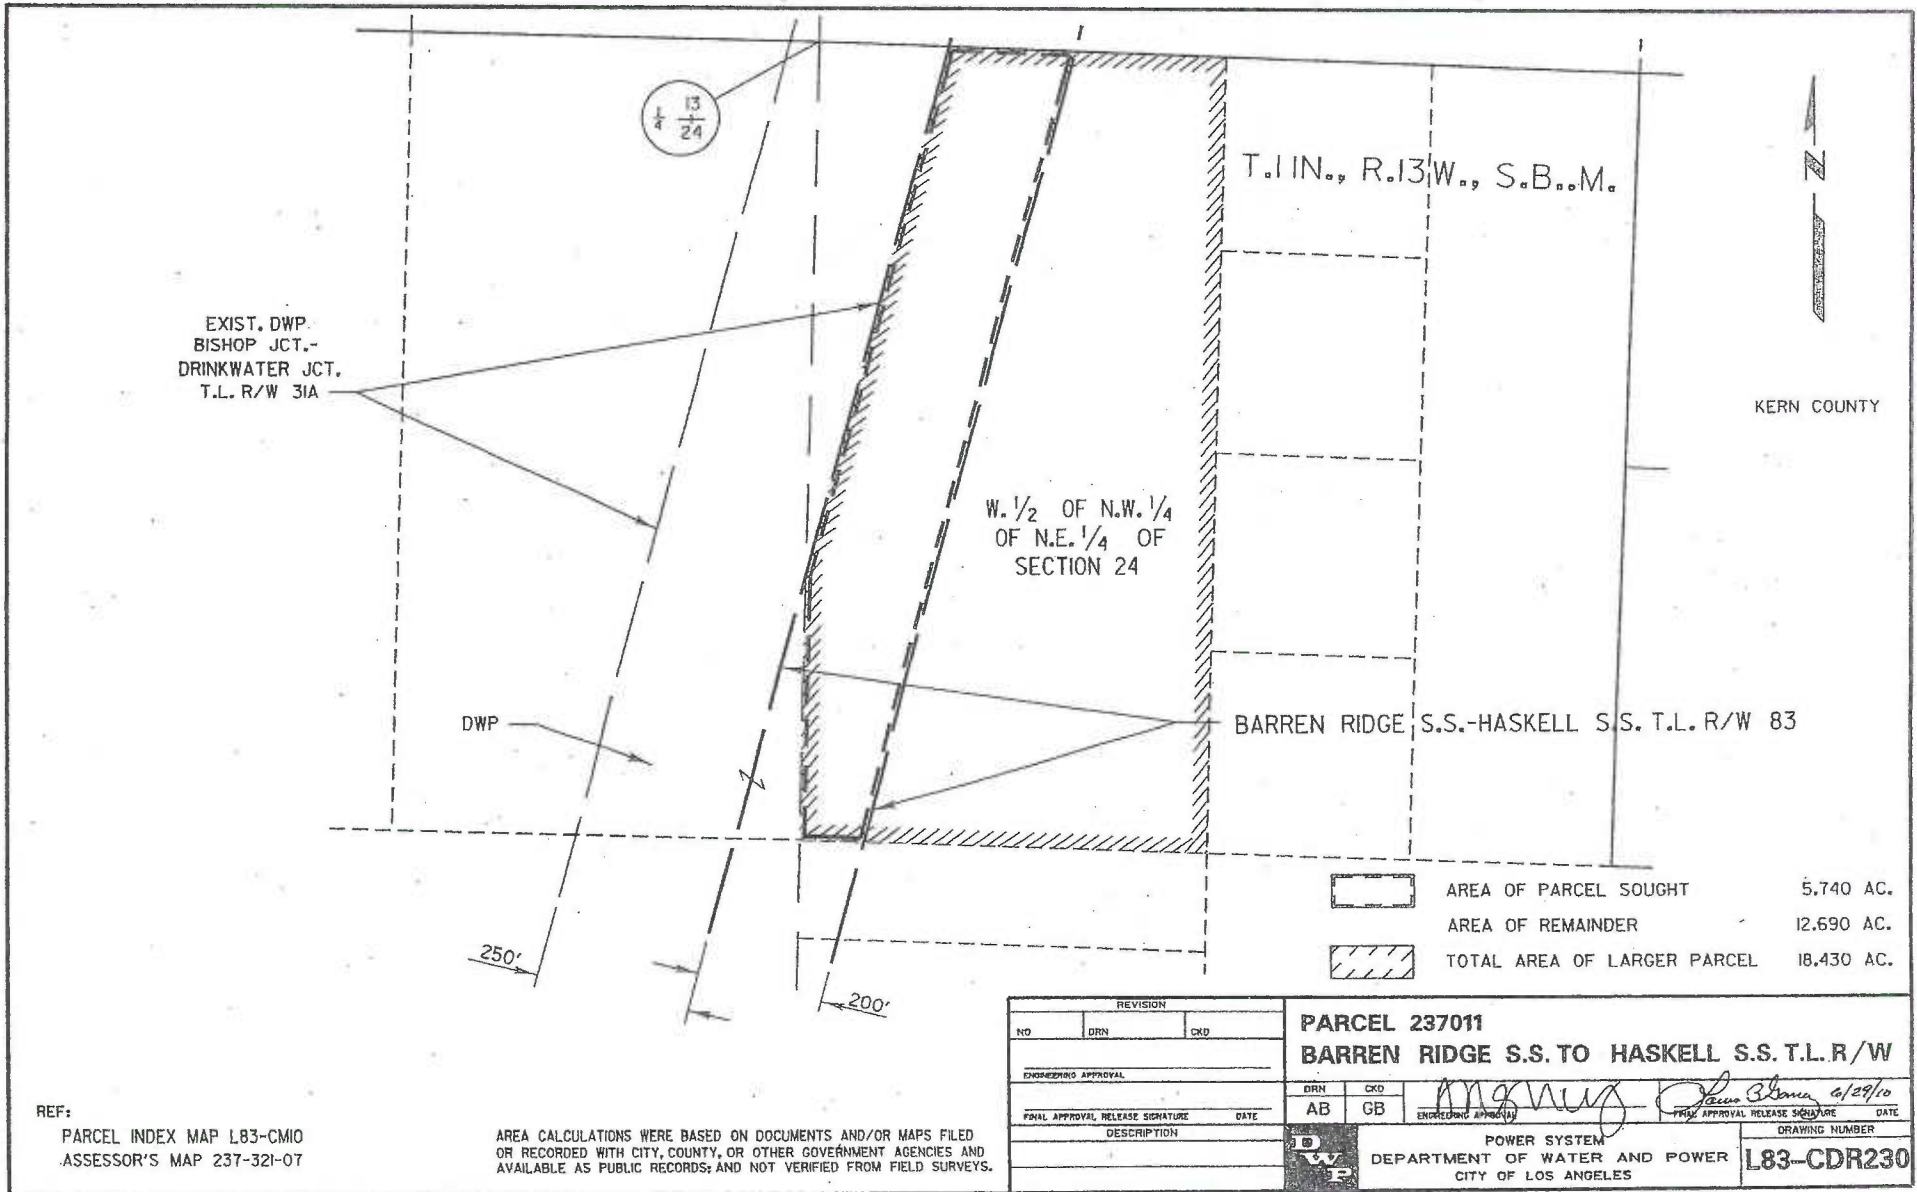 1/4 13/24
T.11N., R.13W., S.B..M.
N
EXIST. DWP
BISHOP JCT.-
DRINKWATER JCT.
T.L. R/W 31A
KERN COUNTY
W. 1/2 OF N.W. 1/4
OF N.E. 1/4 OF
SECTION 24
DWP
Z
BARREN RIDGE S.S.-HASKELL S.S. T.L. R/W 83
AREA OF PARCEL SOUGHT 5.740 AC.
AREA OF REMAINDER 12.690 AC.
TOTAL AREA OF LARGER PARCEL 18.430 AC.
250'
200'
REVISION
NO DRN CKD
ENGINEERING APPROVAL
FINAL APPROVAL RELEASE SIGNATURE DATE
DESCRIPTION
PARCEL 237011
BARREN RIDGE S.S. TO HASKELL S.S. T.L. R/W
DRN CKD
AB GB
ENGINEERING APPROVAL
6/29/10
FINAL APPROVAL RELEASE SIGNATURE DATE
DWP
POWER SYSTEM
DEPARTMENT OF WATER AND POWER
CITY OF LOS ANGELES
DRAWING NUMBER
L83-CDR230
REF:
PARCEL INDEX MAP L83-CM10
ASSESSOR'S MAP 237-321-07
AREA CALCULATIONS WERE BASED ON DOCUMENTS AND/OR MAPS FILED
OR RECORDED WITH CITY, COUNTY, OR OTHER GOVERNMENT AGENCIES AND
AVAILABLE AS PUBLIC RECORDS; AND NOT VERIFIED FROM FIELD SURVEYS.